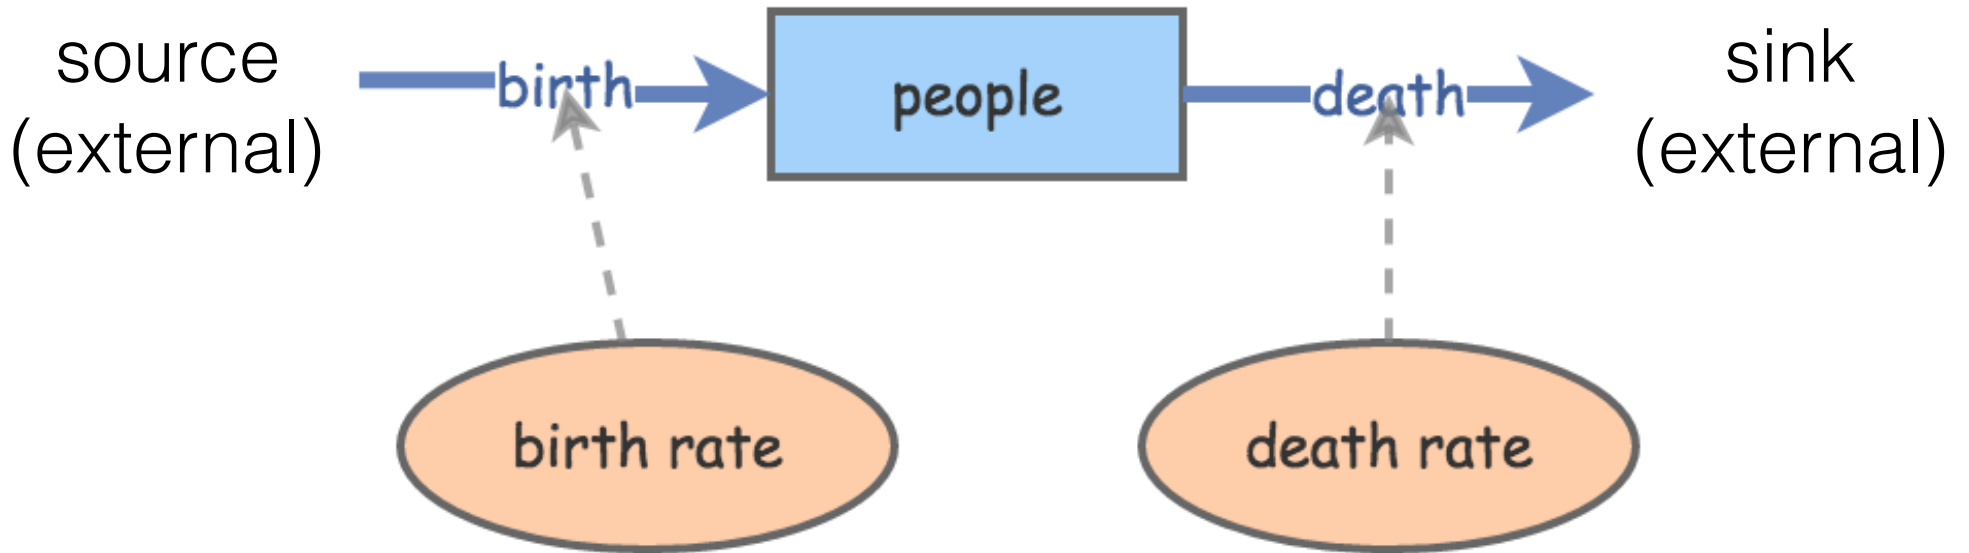 source
(external)
birth
people
death
sink
(external)
birth rate
death rate